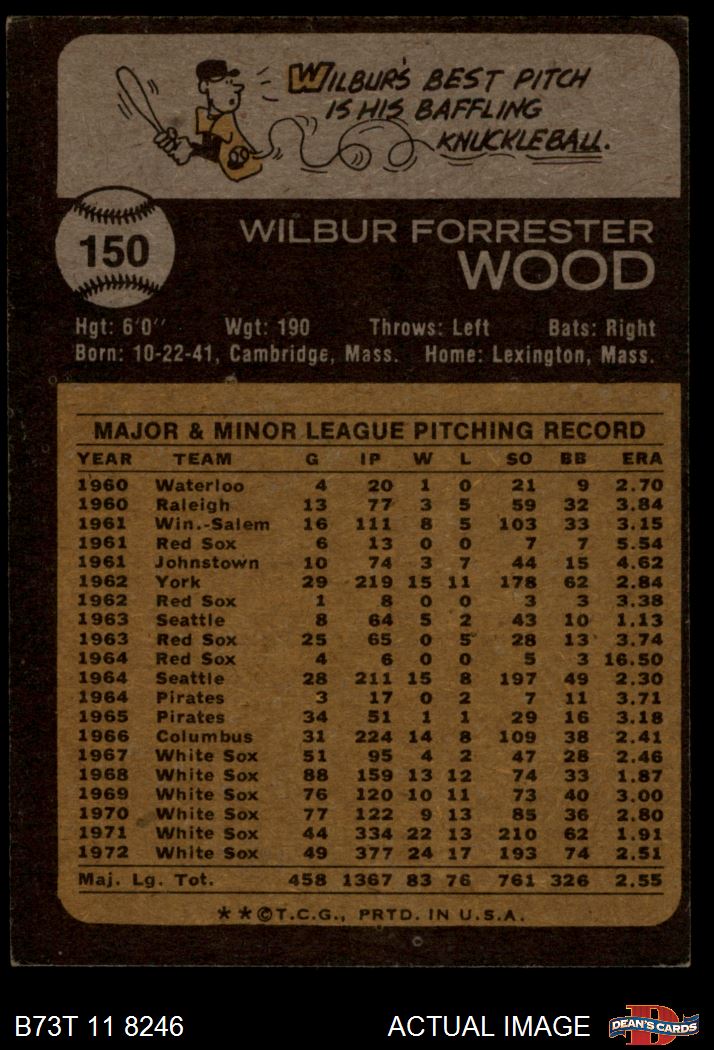 WILBUR'S BEST PITCH
IS HIS BAFFLING
KNUCKLEBALL.
150
WILBUR FORRESTER
WOOD
Hgt: 6'0" Wgt: 190 Throws: Left Bats: Right
Born: 10-22-41, Cambridge, Mass. Home: Lexington, Mass.
MAJOR & MINOR LEAGUE PITCHING RECORD
YEAR TEAM G IP W L SO BB ERA
1960 Waterloo 4 20 1 0 21 9 2.70
1960 Raleigh 13 77 3 5 59 32 3.84
1961 Win.-Salem 16 111 8 5 103 33 3.15
1961 Red Sox 6 13 0 0 7 7 5.54
1961 Johnstown 10 74 3 7 44 15 4.62
1962 York 29 219 15 11 178 62 2.84
1962 Red Sox 1 8 0 0 3 3 3.38
1963 Seattle 8 64 5 2 43 10 1.13
1963 Red Sox 25 65 0 5 28 13 3.74
1964 Red Sox 4 6 0 0 5 3 16.50
1964 Seattle 28 211 15 8 197 49 2.30
1964 Pirates 3 17 0 2 7 11 3.71
1965 Pirates 34 51 1 1 29 16 3.18
1966 Columbus 31 224 14 8 109 38 2.41
1967 White Sox 51 95 4 2 47 28 2.46
1968 White Sox 88 159 13 12 74 33 1.87
1969 White Sox 76 120 10 11 73 40 3.00
1970 White Sox 77 122 9 13 85 36 2.80
1971 White Sox 44 334 22 13 210 62 1.91
1972 White Sox 49 377 24 17 193 74 2.51
Maj. Lg. Tot. 458 1367 83 76 761 326 2.55
**©T.C.G., PRTD. IN U.S.A.
B73T 11 8246 ACTUAL IMAGE DEAN'S CARDS